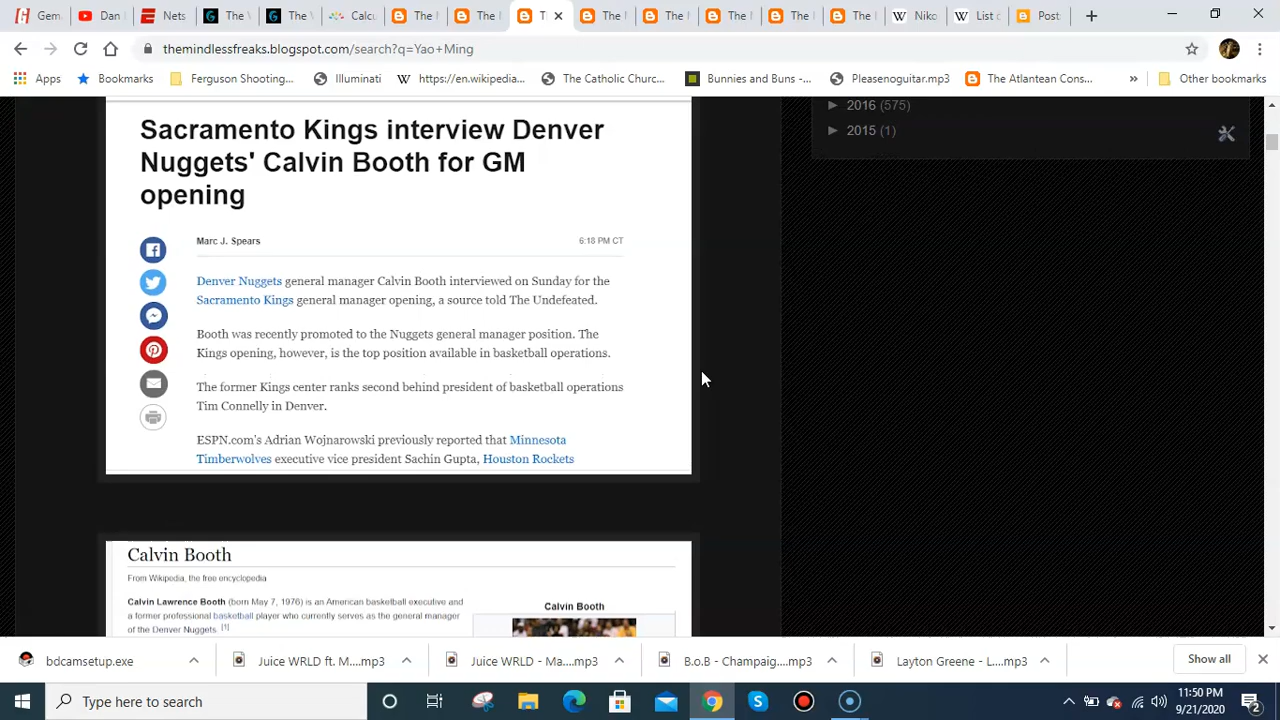 Gem
Dan
Nets
The V
The V
Calcu
The I
The I
T
The I
The I
The I
The I
The I
Niko
List c
Post
themindlessfreaks.blogspot.com/search?q=Yao+Ming
Apps
Bookmarks
Ferguson Shooting...
Illuminati
https://en.wikipedia...
The Catholic Churc...
Bunnies and Buns -...
Pleasenoguitar.mp3
The Atlantean Cons...
»
Other bookmarks
2016 (575)
2015 (1)
Sacramento Kings interview Denver
Nuggets' Calvin Booth for GM
opening
Marc J. Spears
6:18 PM CT
Denver Nuggets general manager Calvin Booth interviewed on Sunday for the
Sacramento Kings general manager opening, a source told The Undefeated.
Booth was recently promoted to the Nuggets general manager position. The
Kings opening, however, is the top position available in basketball operations.
The former Kings center ranks second behind president of basketball operations
Tim Connelly in Denver.
ESPN.com's Adrian Wojnarowski previously reported that Minnesota
Timberwolves executive vice president Sachin Gupta, Houston Rockets
Calvin Booth
From Wikipedia, the free encyclopedia
Calvin Lawrence Booth (born May 7, 1976) is an American basketball executive and
a former professional basketball player who currently serves as the general manager
of the Denver Nuggets. [1]
Calvin Booth
bdcamsetup.exe
Juice WRLD ft. M....mp3
Juice WRLD - Ma....mp3
B.o.B - Champaig....mp3
Layton Greene - L....mp3
Show all
Type here to search
11:50 PM
9/21/2020
2